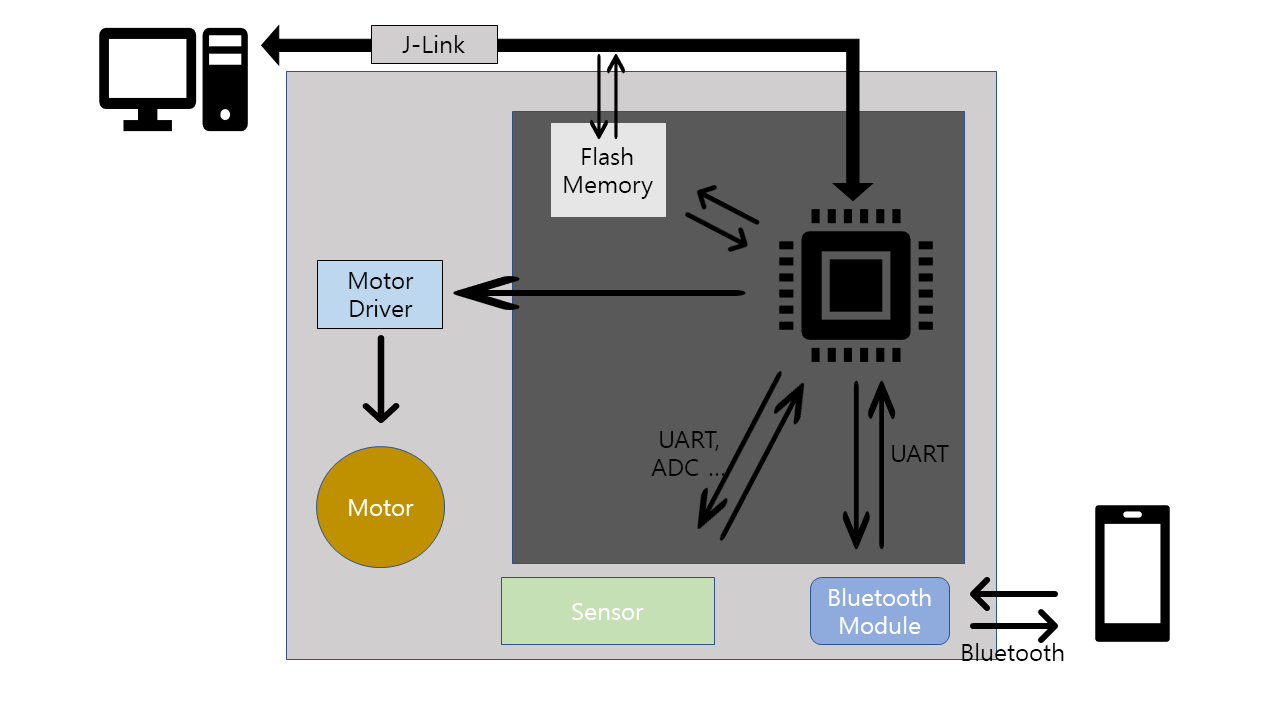 J-Link
Flash
Memory
Motor
Driver
UART,
ADC ...
UART
Motor
Sensor
Bluetooth
Module
Bluetooth